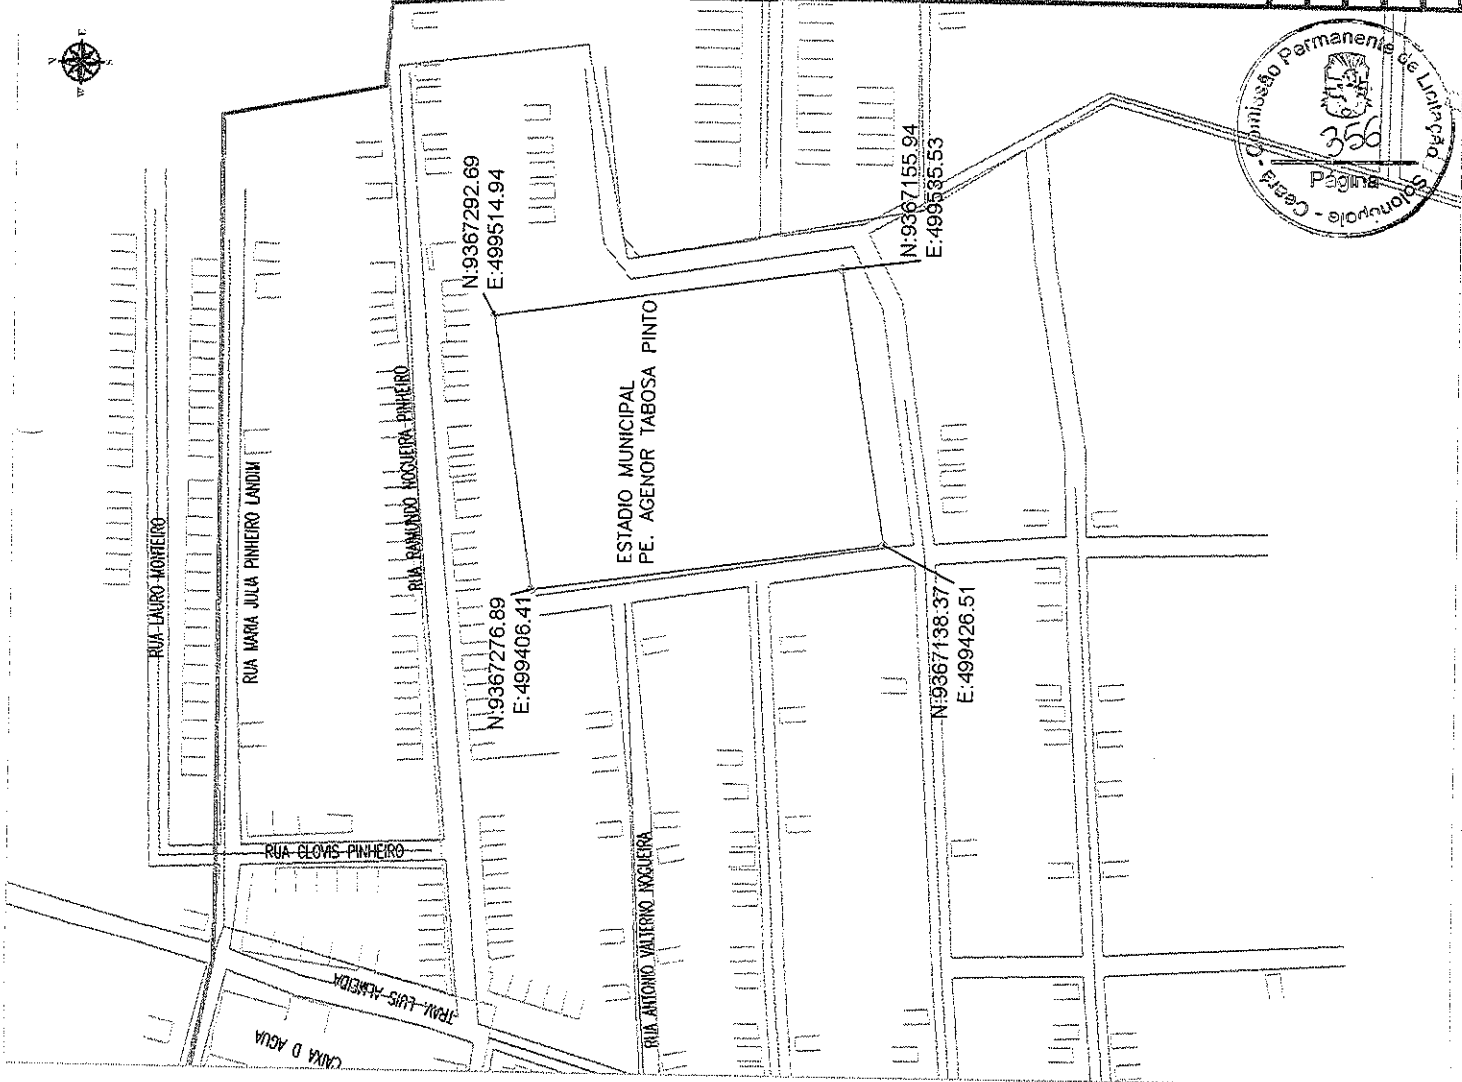 N
E
S
W
RUA LAURO MONTEIRO
RUA MARIA JULIA PINHEIRO LANDIM
RUA RAIMUNDO NOGUEIRA PINHEIRO
RUA CLOVIS PINHEIRO
TRAV. LUIS ALMEIDA
CAIXA D AGUA
RUA ANTONIO VALTERNO NOGUEIRA
N:9367292.69
E:499514.94
N:9367155.94
E:499535.53
ESTADIO MUNICIPAL
PE. AGENOR TABOSA PINTO
N:9367276.89
E:499406.41
N:9367138.37
E:499426.51
Comissão Permanente de Licitação
356
Página
Solonópole - Ceará -